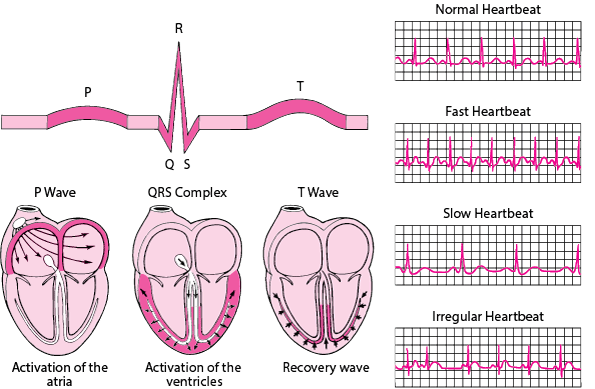 R
P
T
Q S
P Wave
QRS Complex
T Wave
Activation of the
atria
Activation of the
ventricles
Recovery wave
Normal Heartbeat
Fast Heartbeat
Slow Heartbeat
Irregular Heartbeat